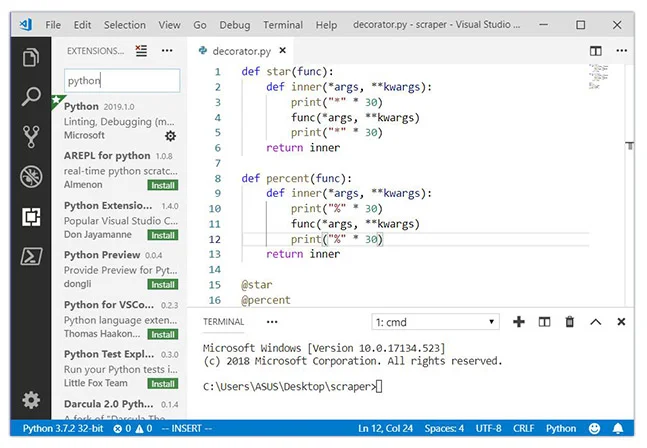 File Edit Selection View Go Debug Terminal Help decorator.py - scraper - Visual Studio ...
EXTENSIONS...
python
Python 2019.1.0
Linting, Debugging (m...
Microsoft
AREPL for python 1.0.8
real-time python scratc...
Almenon Install
Python Extensio... 1.4.0
Popular Visual Studio C...
Don Jayamanne Install
Python Preview 0.0.4
Provide Preview for Pyt...
dongli Install
Python for VSCo... 0.2.3
Python language exten...
Thomas Haakon... Install
Python Test Expl... 0.3.0
Run your Python tests i...
Little Fox Team Install
Darcula 2.0 Pyth... 0.1.4
A fork of "Darcula The...
decorator.py
1 def star(func):
2 def inner(*args, **kwargs):
3 print("*" * 30)
4 func(*args, **kwargs)
5 print("*" * 30)
6 return inner
7
8 def percent(func):
9 def inner(*args, **kwargs):
10 print("%" * 30)
11 func(*args, **kwargs)
12 print("%" * 30)
13 return inner
14
15 @star
16 @percent
TERMINAL ... 1: cmd
Microsoft Windows [Version 10.0.17134.523]
(c) 2018 Microsoft Corporation. All rights reserved.
C:\Users\ASUS\Desktop\scraper>
Python 3.7.2 32-bit 0 0 -- INSERT -- Ln 12, Col 24 Spaces: 4 UTF-8 CRLF Python